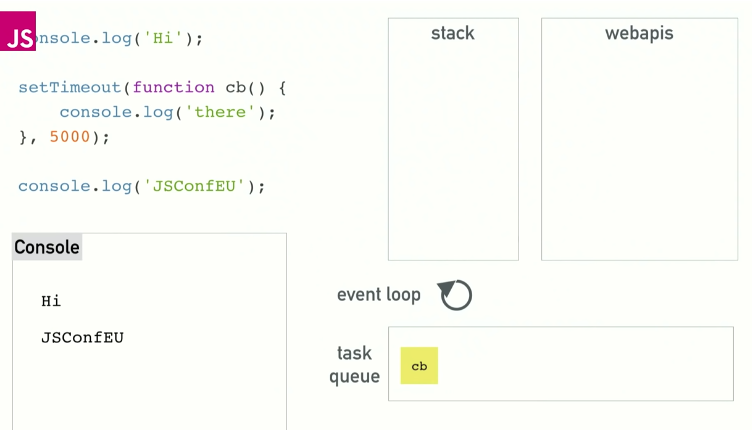 JS
onsole.log('Hi');
setTimeout(function cb() {
console.log('there');
}, 5000);
console.log('JSConfEU');
Console
Hi
JSConfEU
stack
webapis
event loop
task
queue
cb